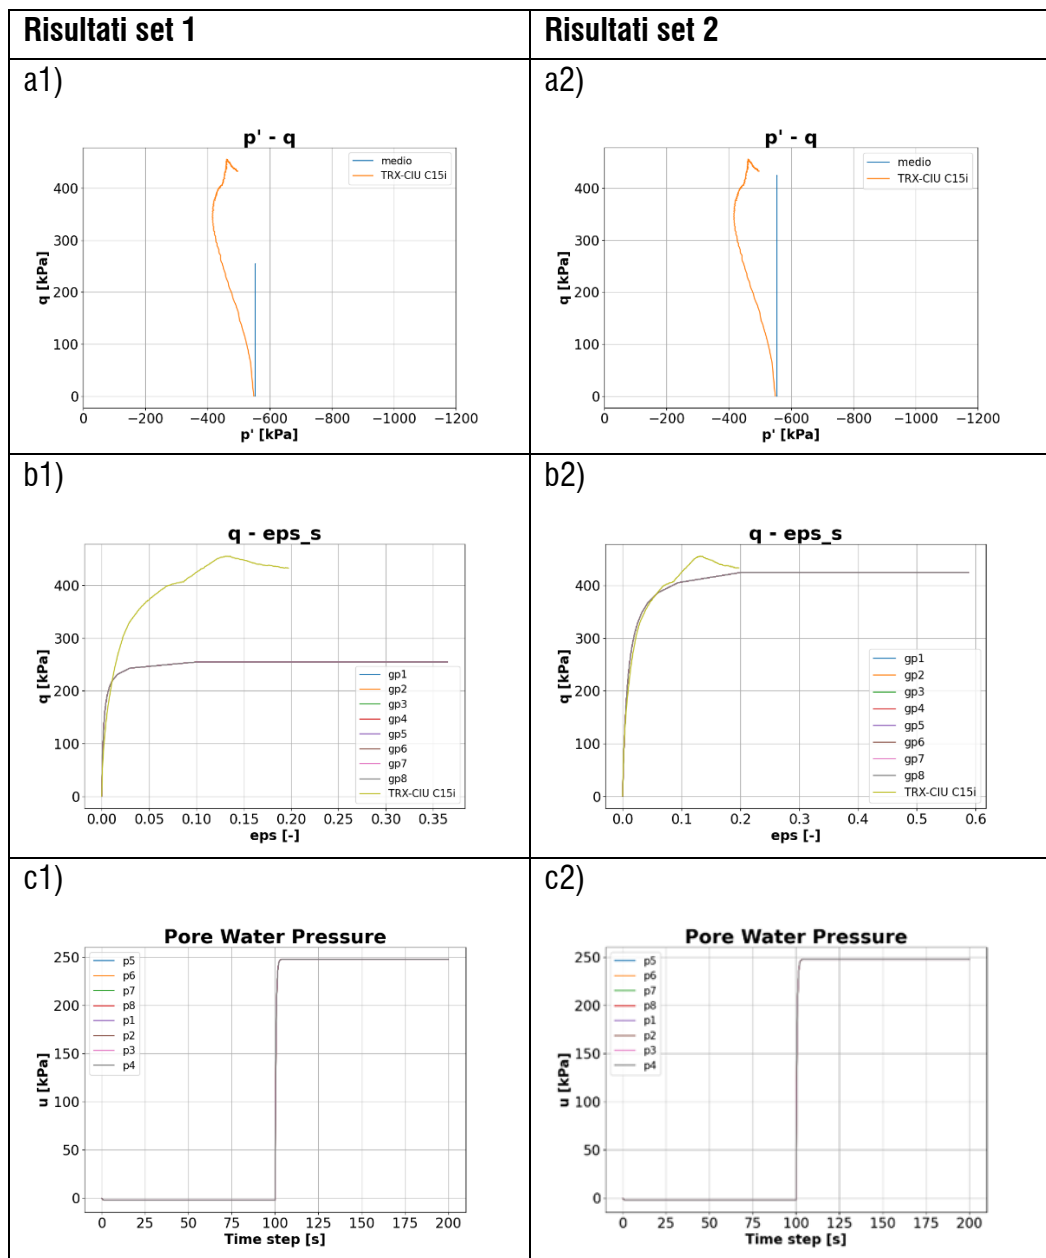 Risultati set 1
Risultati set 2
a1)
p' - q
medio
TRX-CIU C15i
400
300
200
100
0
q [kPa]
0 −200 −400 −600 −800 −1000 −1200
p' [kPa]
a2)
p' - q
medio
TRX-CIU C15i
400
300
200
100
0
q [kPa]
0 −200 −400 −600 −800 −1000 −1200
p' [kPa]
b1)
q - eps_s
400
300
200
100
0
q [kPa]
gp1
gp2
gp3
gp4
gp5
gp6
gp7
gp8
TRX-CIU C15i
0.00 0.05 0.10 0.15 0.20 0.25 0.30 0.35
eps [-]
b2)
q - eps_s
400
300
200
100
0
q [kPa]
gp1
gp2
gp3
gp4
gp5
gp6
gp7
gp8
TRX-CIU C15i
0.0 0.1 0.2 0.3 0.4 0.5 0.6
eps [-]
c1)
Pore Water Pressure
p5
p6
p7
p8
p1
p2
p3
p4
250
200
150
100
50
0
u [kPa]
0 25 50 75 100 125 150 175 200
Time step [s]
c2)
Pore Water Pressure
p5
p6
p7
p8
p1
p2
p3
p4
250
200
150
100
50
0
u [kPa]
0 25 50 75 100 125 150 175 200
Time step [s]